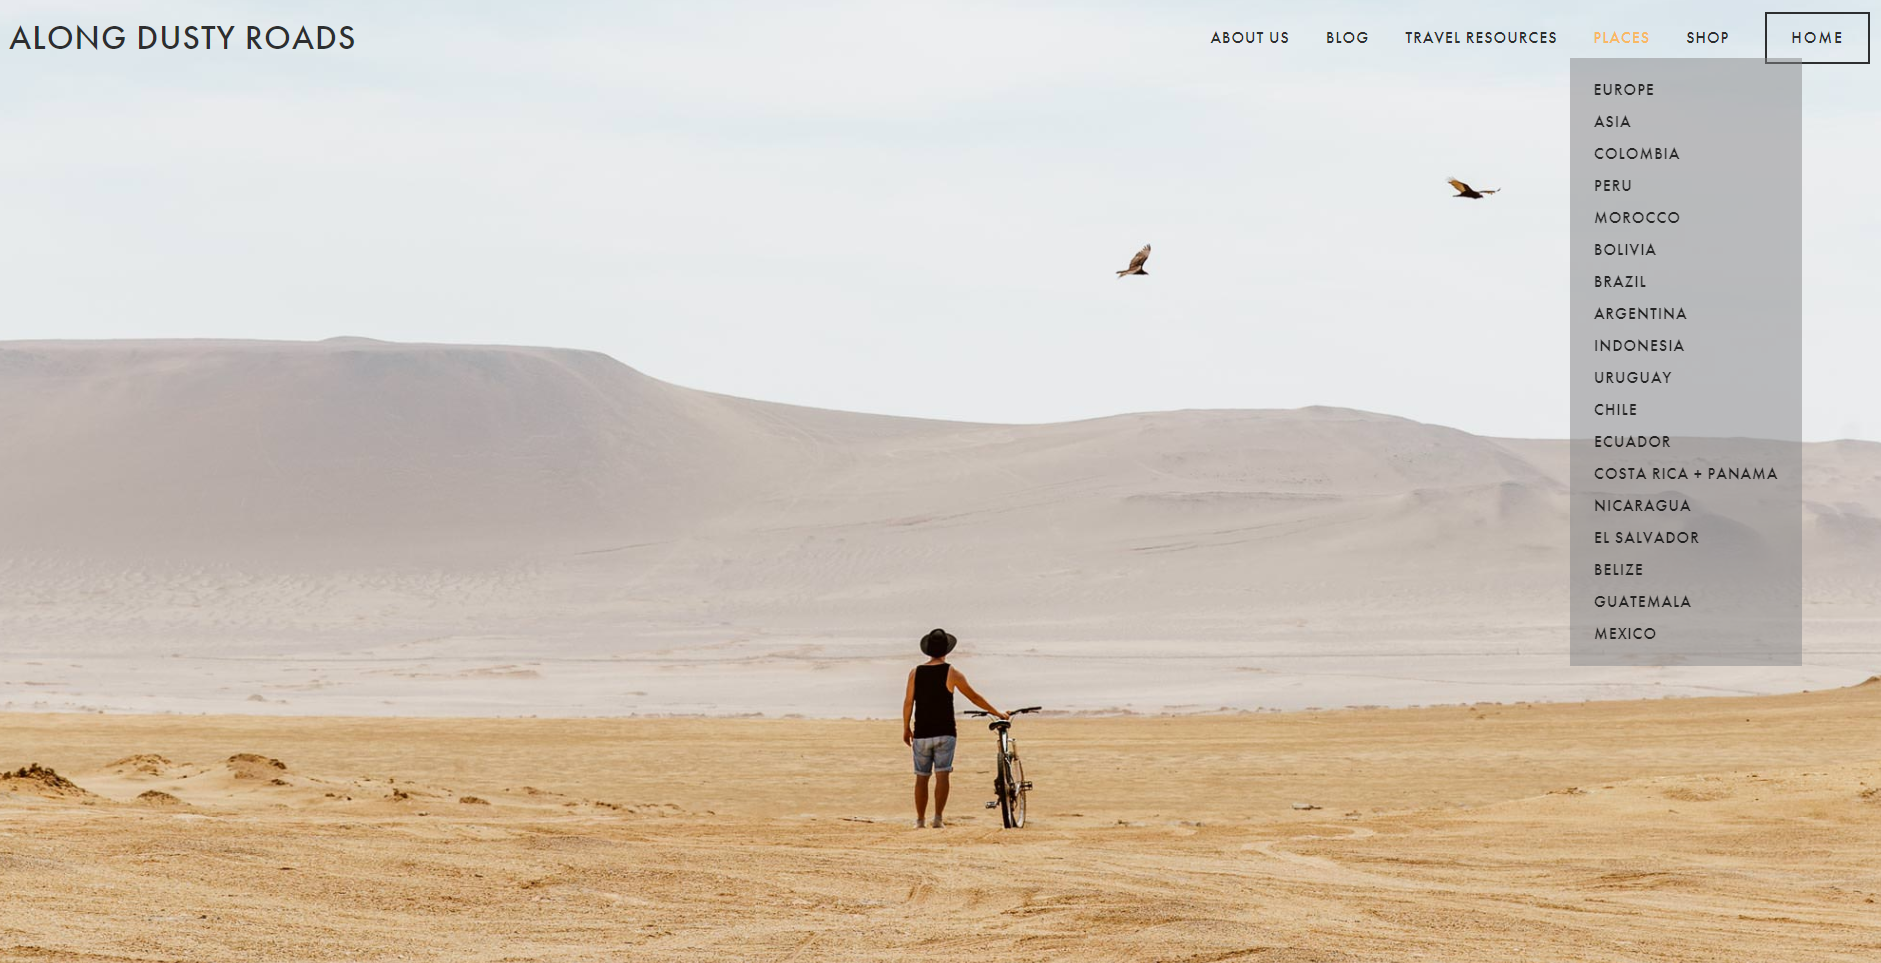 ALONG DUSTY ROADS
ABOUT US BLOG TRAVEL RESOURCES PLACES SHOP HOME
EUROPE
ASIA
COLOMBIA
PERU
MOROCCO
BOLIVIA
BRAZIL
ARGENTINA
INDONESIA
URUGUAY
CHILE
ECUADOR
COSTA RICA + PANAMA
NICARAGUA
EL SALVADOR
BELIZE
GUATEMALA
MEXICO